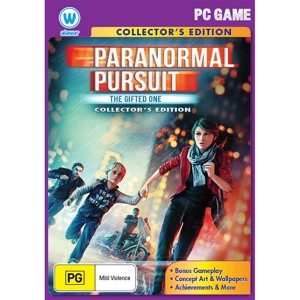 PC GAME
COLLECTOR'S EDITION
W
PARANORMAL
PURSUIT
THE GIFTED ONE
COLLECTOR'S EDITION
PG
Mild Violence
• Bonus Gameplay
• Concept Art & Wallpapers
• Achievements & More